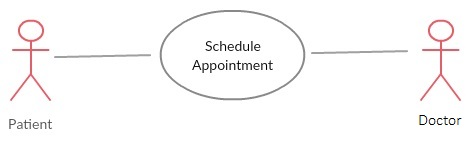 Schedule
Appointment
Patient
Doctor